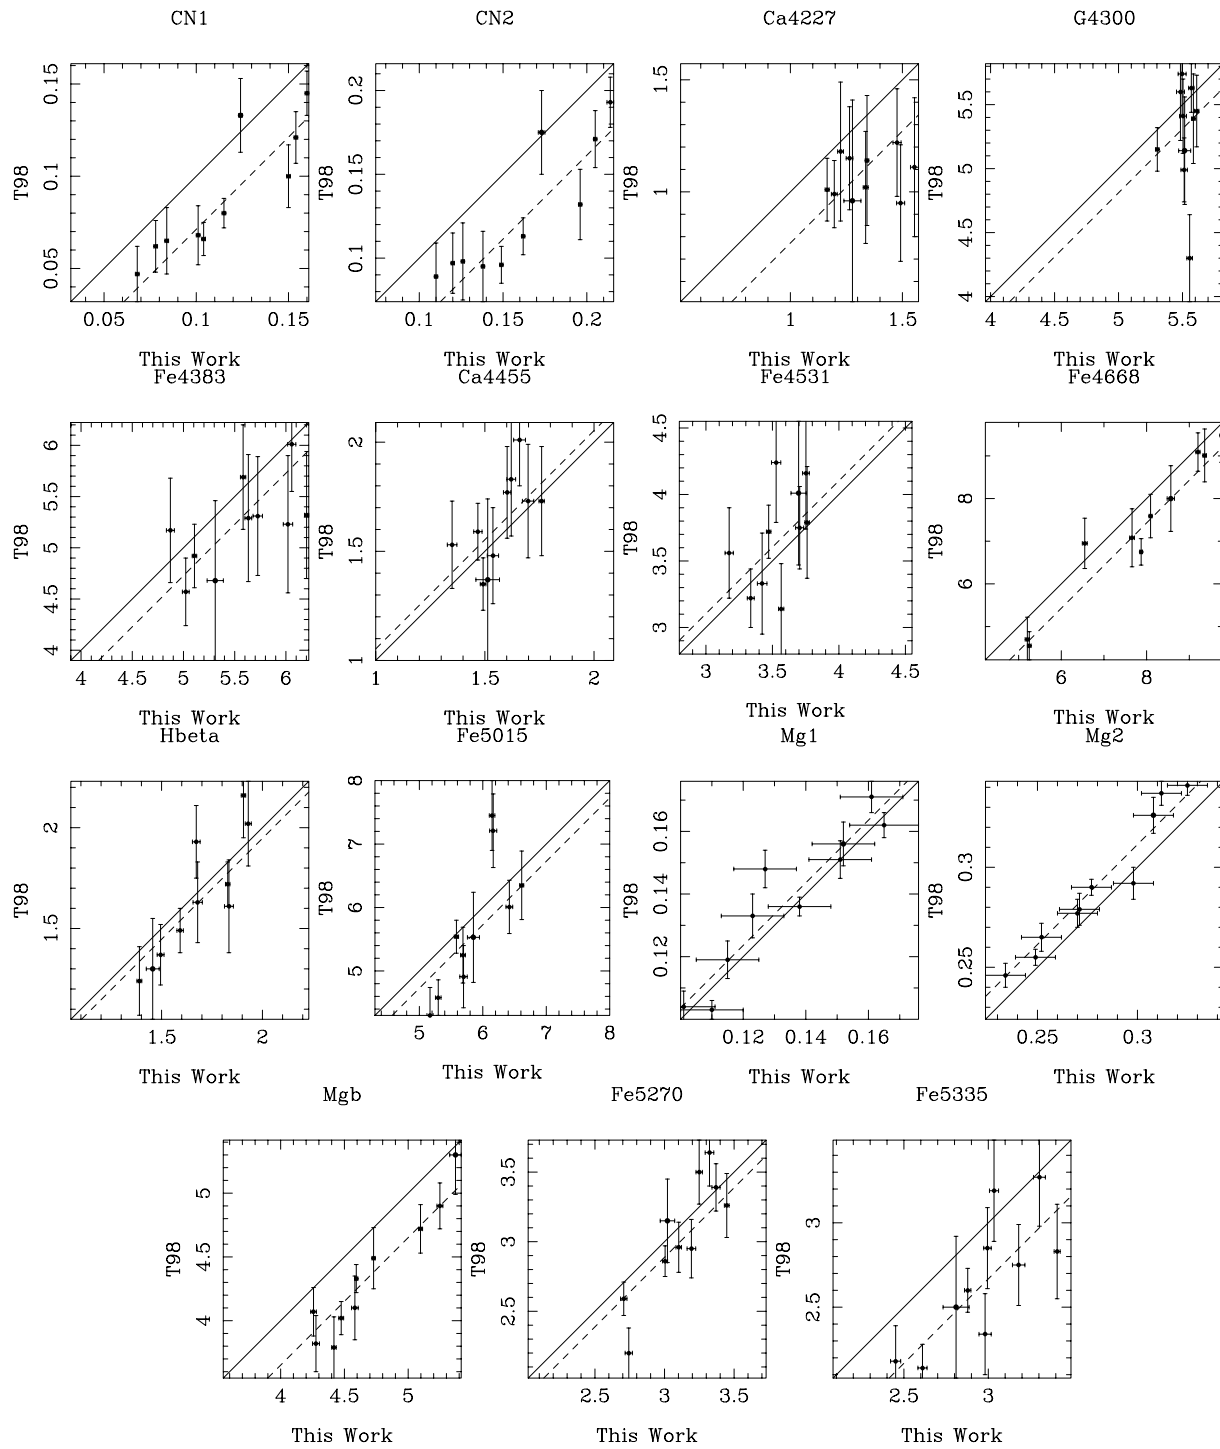 CN1 CN2 Ca4227 G4300
0.15 0.2 1.5 5.5
0.1 0.15 1 5
0.05 0.1 4.5
4
T98 T98 T98 T98
0.05 0.1 0.15 0.1 0.15 0.2 1 1.5 4 4.5 5 5.5
This Work This Work This Work This Work
Fe4383 Ca4455 Fe4531 Fe4668
6 2 4.5 8
5.5 1.5 4 6
5 1 3.5
4.5 3
4
T98 T98 T98 T98
4 4.5 5 5.5 6 1 1.5 2 3 3.5 4 4.5 6 8
This Work This Work This Work This Work
Hbeta Fe5015 Mg1 Mg2
2 8 0.16 0.3
1.5 7 0.14 0.25
6 0.12
5
T98 T98 T98 T98
1.5 2 5 6 7 8 0.12 0.14 0.16 0.25 0.3
This Work This Work This Work This Work
Mgb Fe5270 Fe5335
5 3.5 3
4.5 3 2.5
4 2.5
T98 T98 T98
4 4.5 5 2.5 3 3.5 2.5 3
This Work This Work This Work